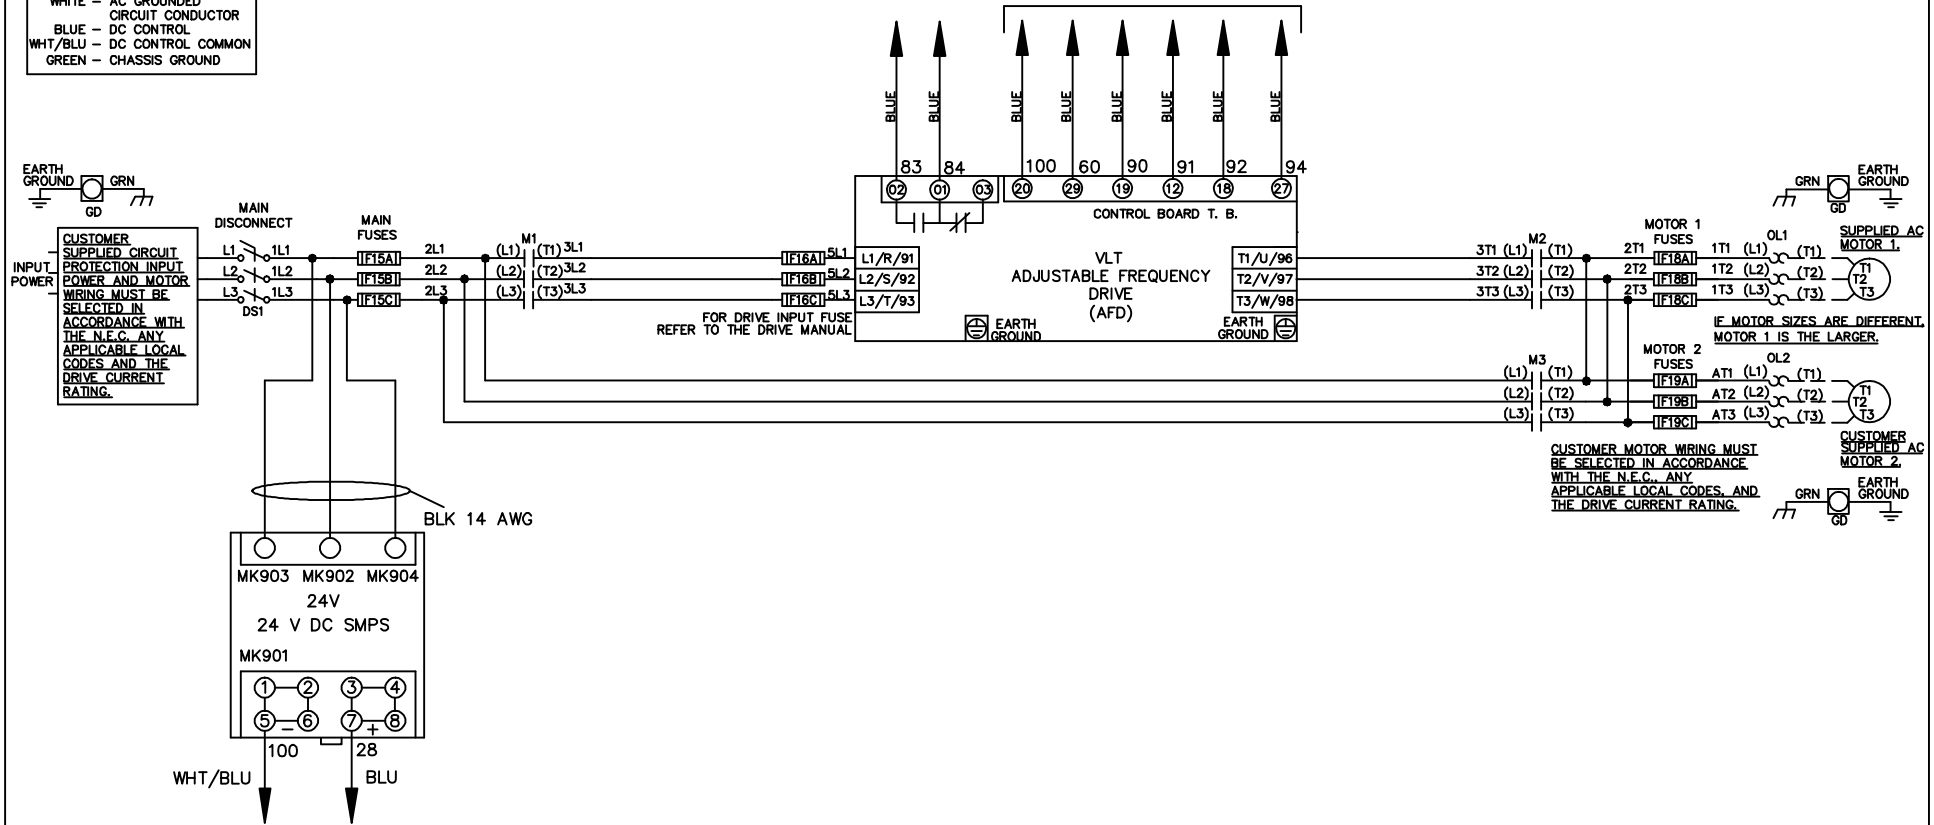 WHITE – AC GROUNDED
CIRCUIT CONDUCTOR
BLUE – DC CONTROL
WHT/BLU – DC CONTROL COMMON
GREEN – CHASSIS GROUND
BLUE
BLUE
BLUE
BLUE
BLUE
BLUE
BLUE
BLUE
83
84
100
60
90
91
92
94
02
01
03
20
29
19
12
18
27
CONTROL BOARD T. B.
VLT
ADJUSTABLE FREQUENCY
DRIVE
(AFD)
L1/R/91
L2/S/92
L3/T/93
T1/U/96
T2/V/97
T3/W/98
EARTH
GROUND
EARTH
GROUND
EARTH
GROUND
GRN
GD
INPUT
POWER
CUSTOMER
SUPPLIED CIRCUIT
PROTECTION INPUT
POWER AND MOTOR
WIRING MUST BE
SELECTED IN
ACCORDANCE WITH
THE N.E.C. ANY
APPLICABLE LOCAL
CODES AND THE
DRIVE CURRENT
RATING.
MAIN
DISCONNECT
L1 1L1
L2 1L2
L3 1L3
DS1
MAIN
FUSES
F15A
F15B
F15C
2L1
2L2
2L3
M1
(L1) (T1) 3L1
(L2) (T2) 3L2
(L3) (T3) 3L3
F16A 5L1
F16B 5L2
F16C 5L3
FOR DRIVE INPUT FUSE
REFER TO THE DRIVE MANUAL
M2
3T1 (L1) (T1)
3T2 (L2) (T2)
3T3 (L3) (T3)
MOTOR 1
FUSES
2T1 F18A 1T1
2T2 F18B 1T2
2T3 F18C 1T3
OL1
(L1) (T1)
(L2) (T2)
(L3) (T3)
GRN
EARTH
GROUND
GD
SUPPLIED AC
MOTOR 1.
T1
T2
T3
IF MOTOR SIZES ARE DIFFERENT,
MOTOR 1 IS THE LARGER.
M3
(L1) (T1)
(L2) (T2)
(L3) (T3)
MOTOR 2
FUSES
F19A AT1
F19B AT2
F19C AT3
OL2
(L1) (T1)
(L2) (T2)
(L3) (T3)
T1
T2
T3
CUSTOMER
SUPPLIED AC
MOTOR 2.
CUSTOMER MOTOR WIRING MUST
BE SELECTED IN ACCORDANCE
WITH THE N.E.C., ANY
APPLICABLE LOCAL CODES, AND
THE DRIVE CURRENT RATING.
GRN
EARTH
GROUND
GD
BLK 14 AWG
MK903 MK902 MK904
24V
24 V DC SMPS
MK901
1 2 3 4
5 – 6 7 + 8
100
28
WHT/BLU
BLU